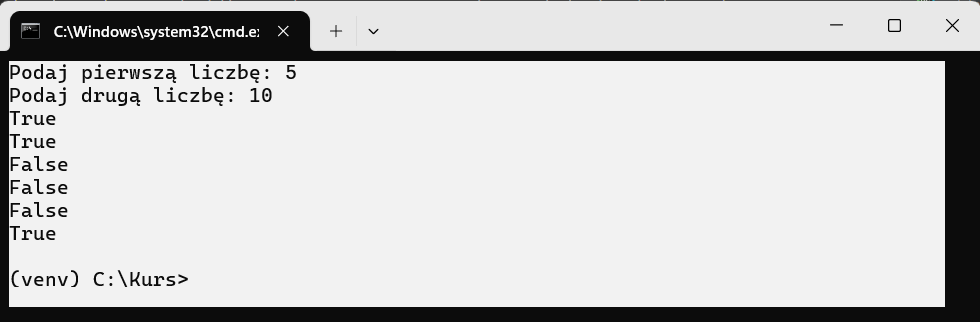 C:\Windows\system32\cmd.e
Podaj pierwszą liczbę: 5
Podaj drugą liczbę: 10
True
True
False
False
False
True
(venv) C:\Kurs>